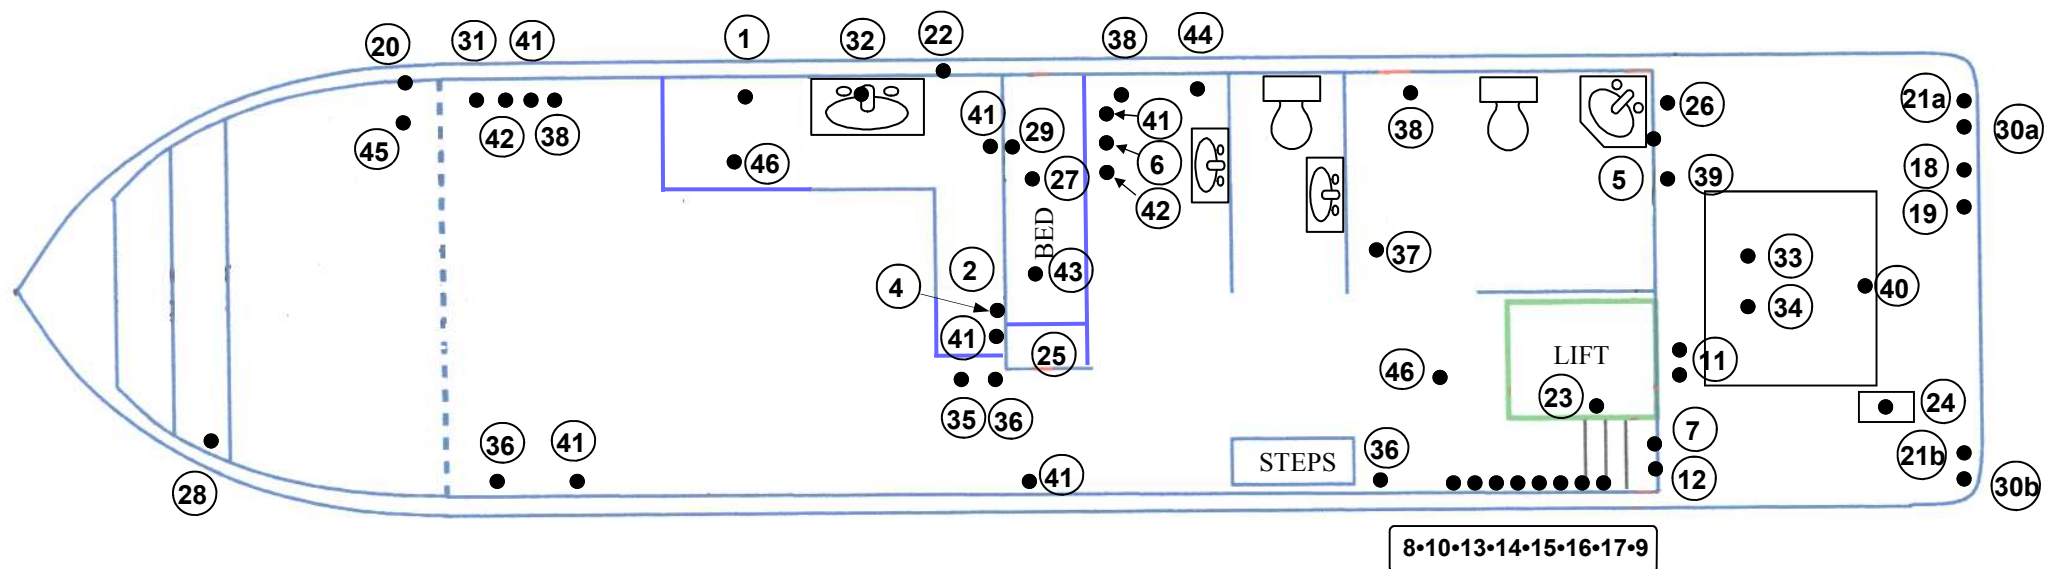 20 31 41 1 32 22 38 44
42 38 45 46 41 29 27 41 6 42 38 26 21a 30a
5 39 18 19
BED
2 43 37 33 40
4 34
41 25 LIFT 11
46 23 24
35 36
36 41 36 7 21b
28 STEPS 12
41 30b
8•10•13•14•15•16•17•9